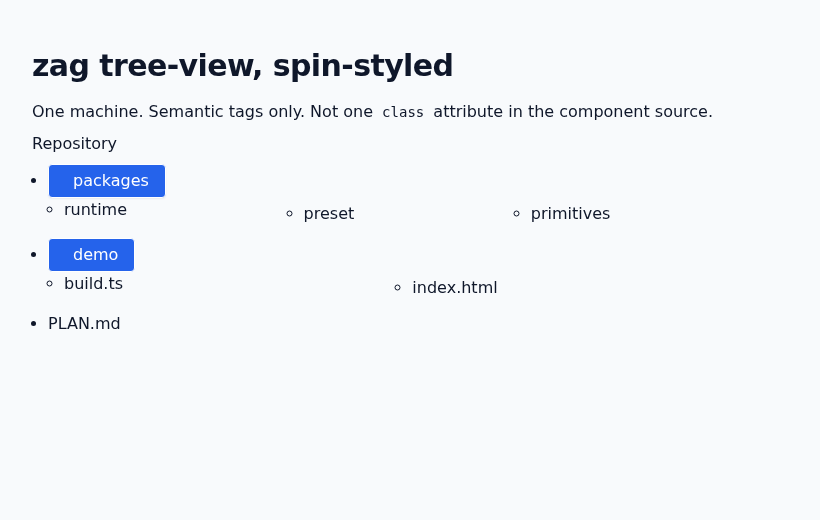 zag tree-view, spin-styled
One machine. Semantic tags only. Not one class attribute in the component source.
Repository
packages
runtime
preset
primitives
demo
build.ts
index.html
PLAN.md